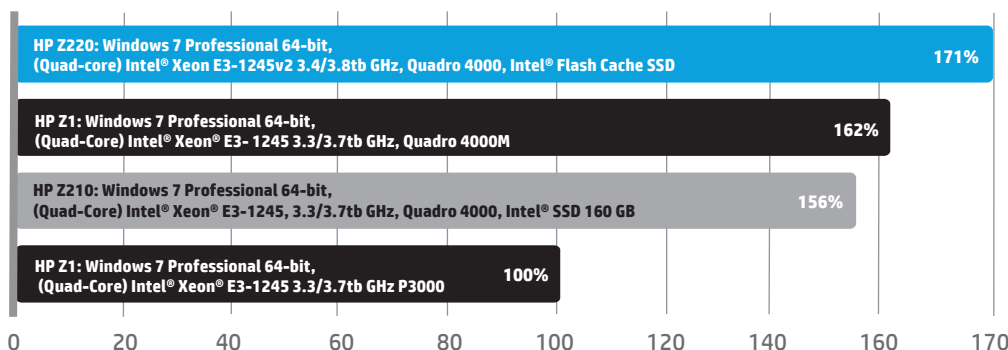 HP Z220: Windows 7 Professional 64-bit,
(Quad-core) Intel® Xeon E3-1245v2 3.4/3.8tb GHz, Quadro 4000, Intel® Flash Cache SSD
171%
HP Z1: Windows 7 Professional 64-bit,
(Quad-Core) Intel® Xeon® E3- 1245 3.3/3.7tb GHz, Quadro 4000M
162%
HP Z210: Windows 7 Professional 64-bit,
(Quad-Core) Intel® Xeon® E3-1245, 3.3/3.7tb GHz, Quadro 4000, Intel® SSD 160 GB
156%
HP Z1: Windows 7 Professional 64-bit,
(Quad-Core) Intel® Xeon® E3-1245 3.3/3.7tb GHz P3000
100%
0 20 40 60 80 100 120 140 160 170